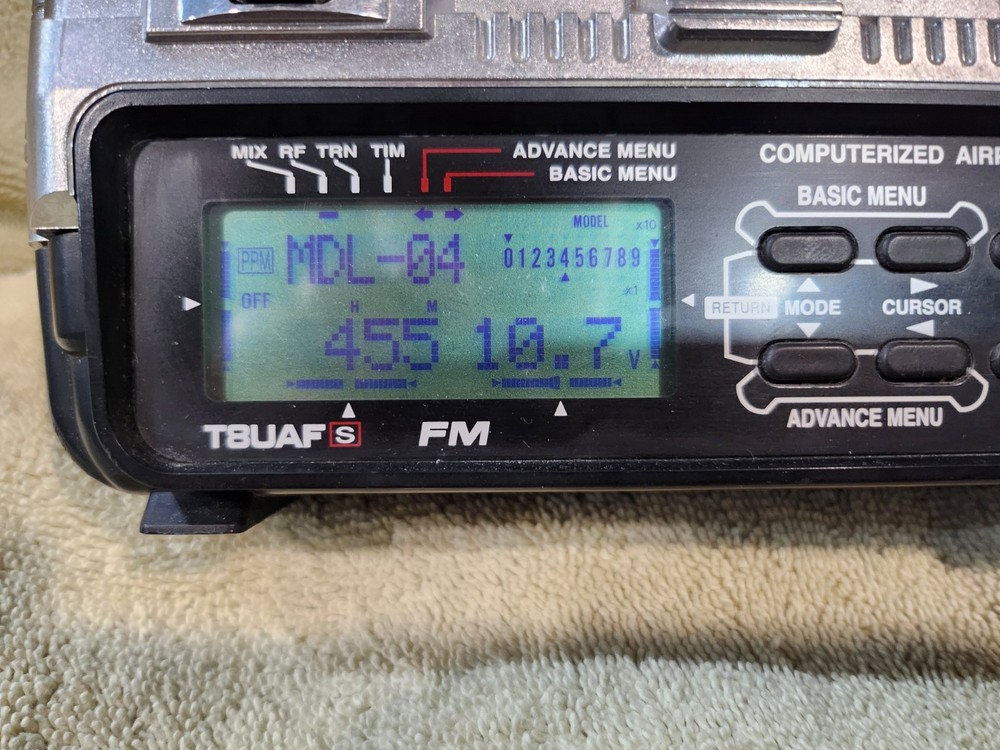 MIX RF TRN TIM
ADVANCE MENU
BASIC MENU
COMPUTERIZED
BASIC MENU
MODEL x10
PPM MDL-04 0123456789
OFF x1
H M
455 10.7 V
RETURN MODE CURSOR
ADVANCE MENU
T8UAF S FM